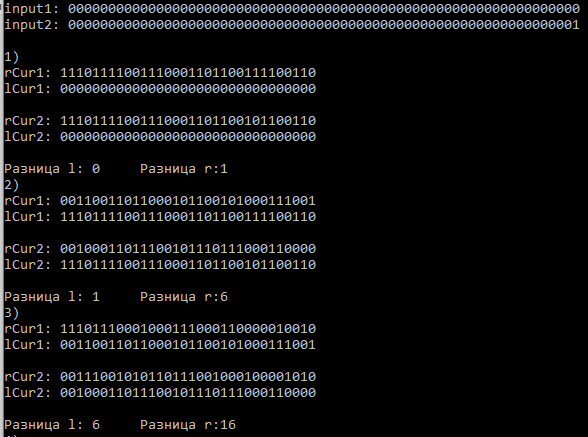 input1: 0000000000000000000000000000000000000000000000000000000000000000
input2: 0000000000000000000000000000000000000000000000000000000000000001
1)
rCur1: 11101111001110001101100111100110
lCur1: 00000000000000000000000000000000
rCur2: 11101111001110001101100101100110
lCur2: 00000000000000000000000000000000
Разница l: 0     Разница r:1
2)
rCur1: 00110011011000101100101000111001
lCur1: 11101111001110001101100111100110
rCur2: 00100011011100101110111000110000
lCur2: 11101111001110001101100101100110
Разница l: 1     Разница r:6
3)
rCur1: 11101110001000111000110000010010
lCur1: 00110011011000101100101000111001
rCur2: 00111001010110111001000100001010
lCur2: 00100011011100101110111000110000
Разница l: 6     Разница r:16